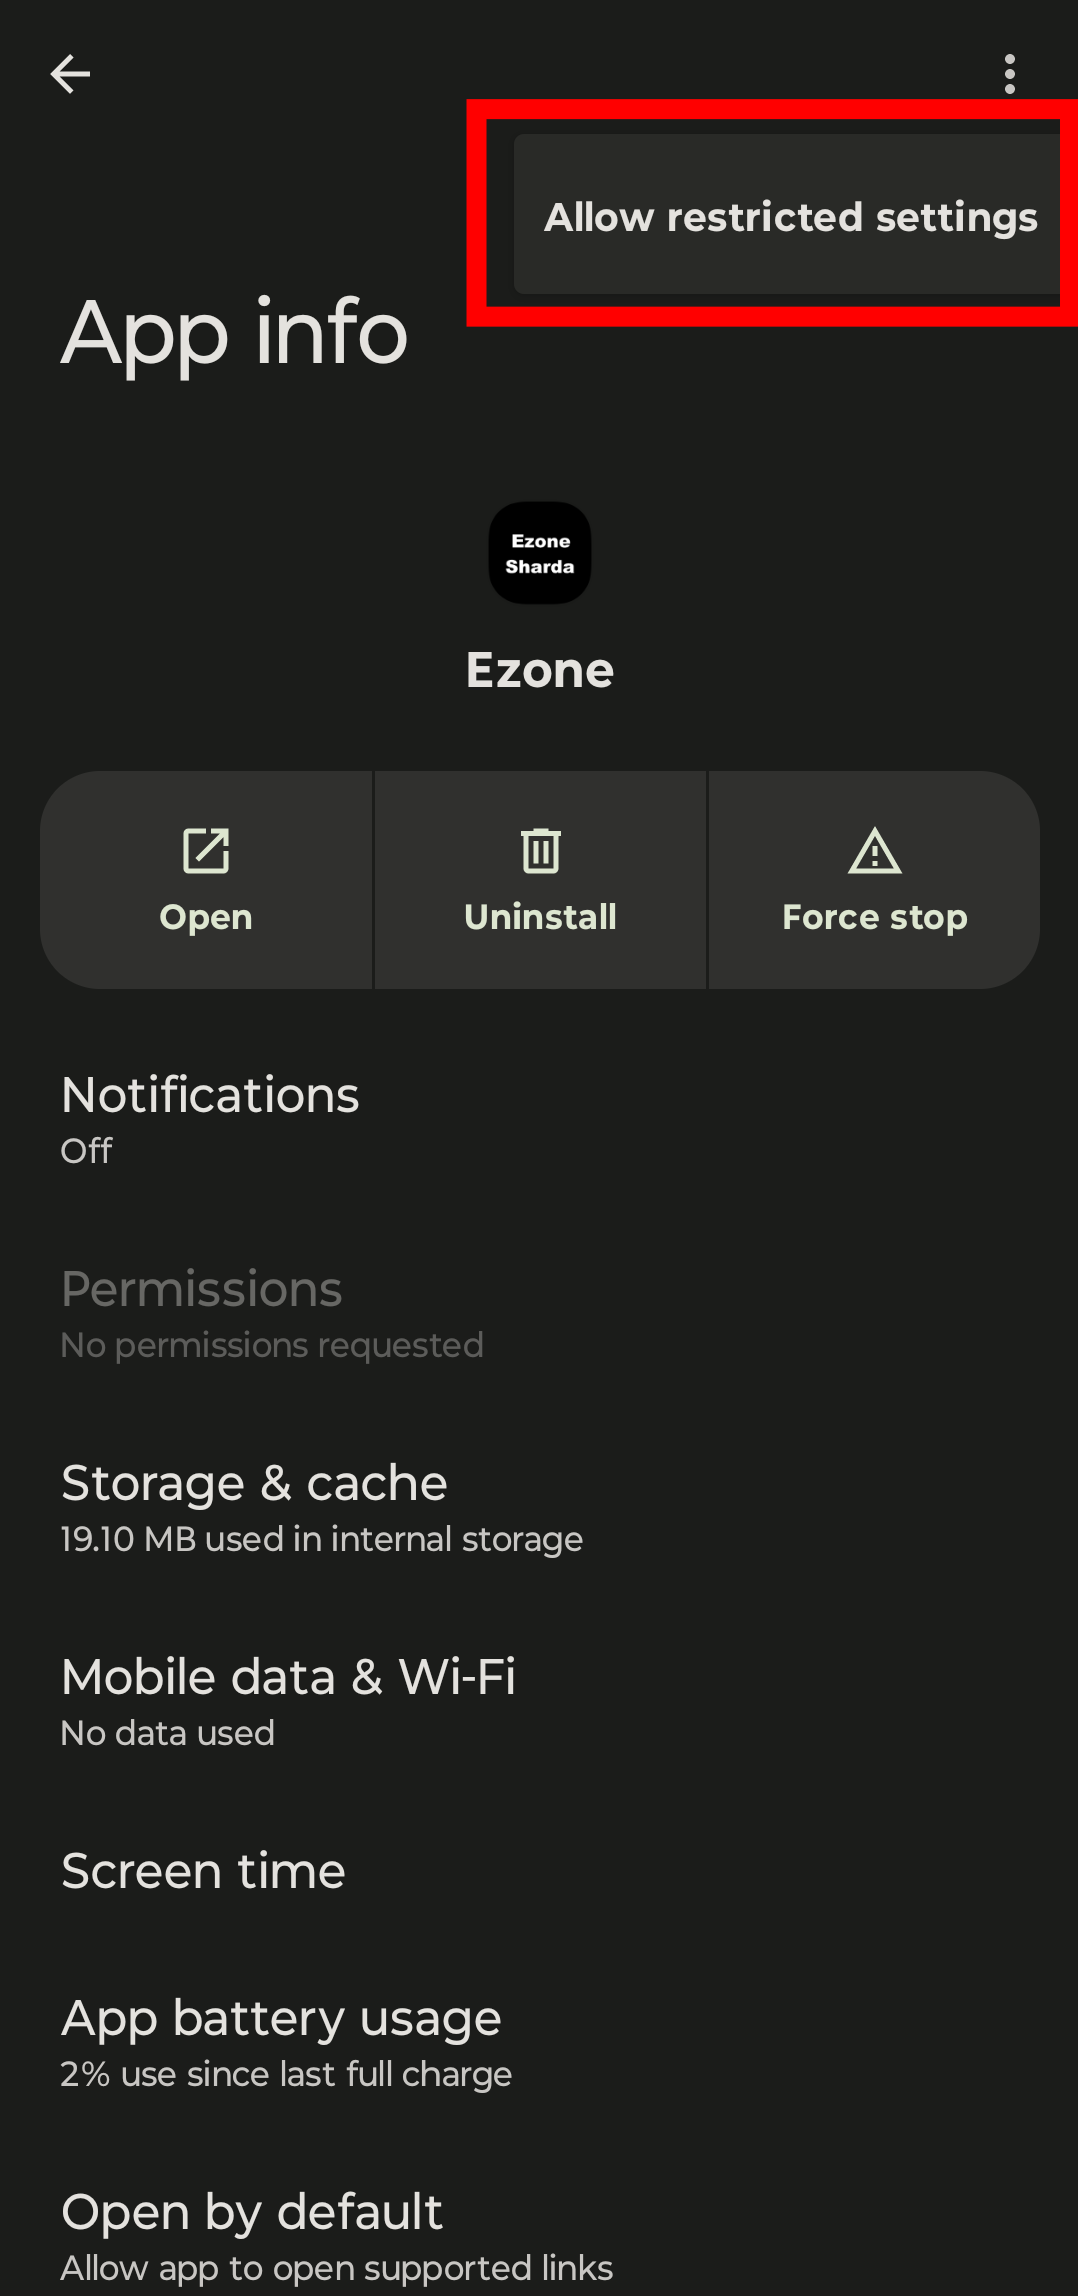 Allow restricted settings
App info
Ezone
Sharda
Ezone
Open
Uninstall
Force stop
Notifications
Off
Permissions
No permissions requested
Storage & cache
19.10 MB used in internal storage
Mobile data & Wi-Fi
No data used
Screen time
App battery usage
2% use since last full charge
Open by default
Allow app to open supported links